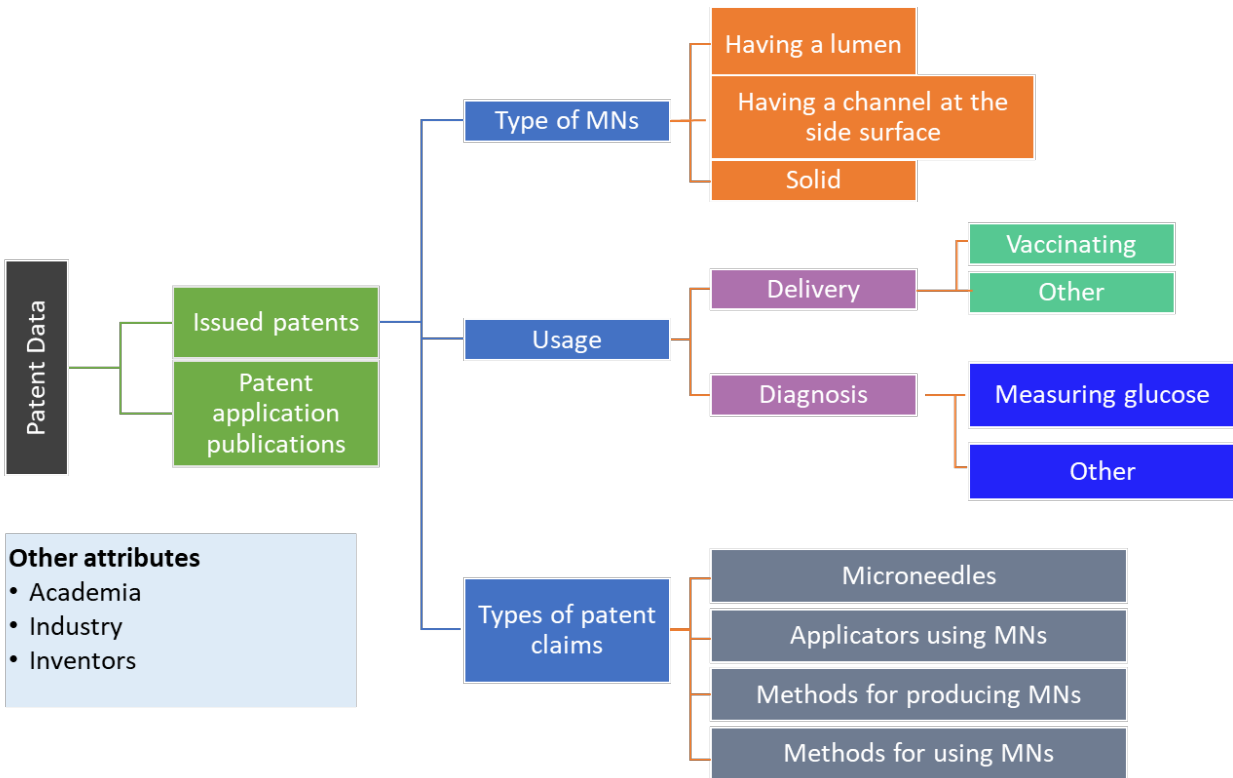 Patent Data
Issued patents
Patent
application
publications
Type of MNs
Having a lumen
Having a channel at the
side surface
Solid
Usage
Delivery
Vaccinating
Other
Diagnosis
Measuring glucose
Other
Types of patent
claims
Microneedles
Applicators using MNs
Methods for producing MNs
Methods for using MNs
Other attributes
• Academia
• Industry
• Inventors